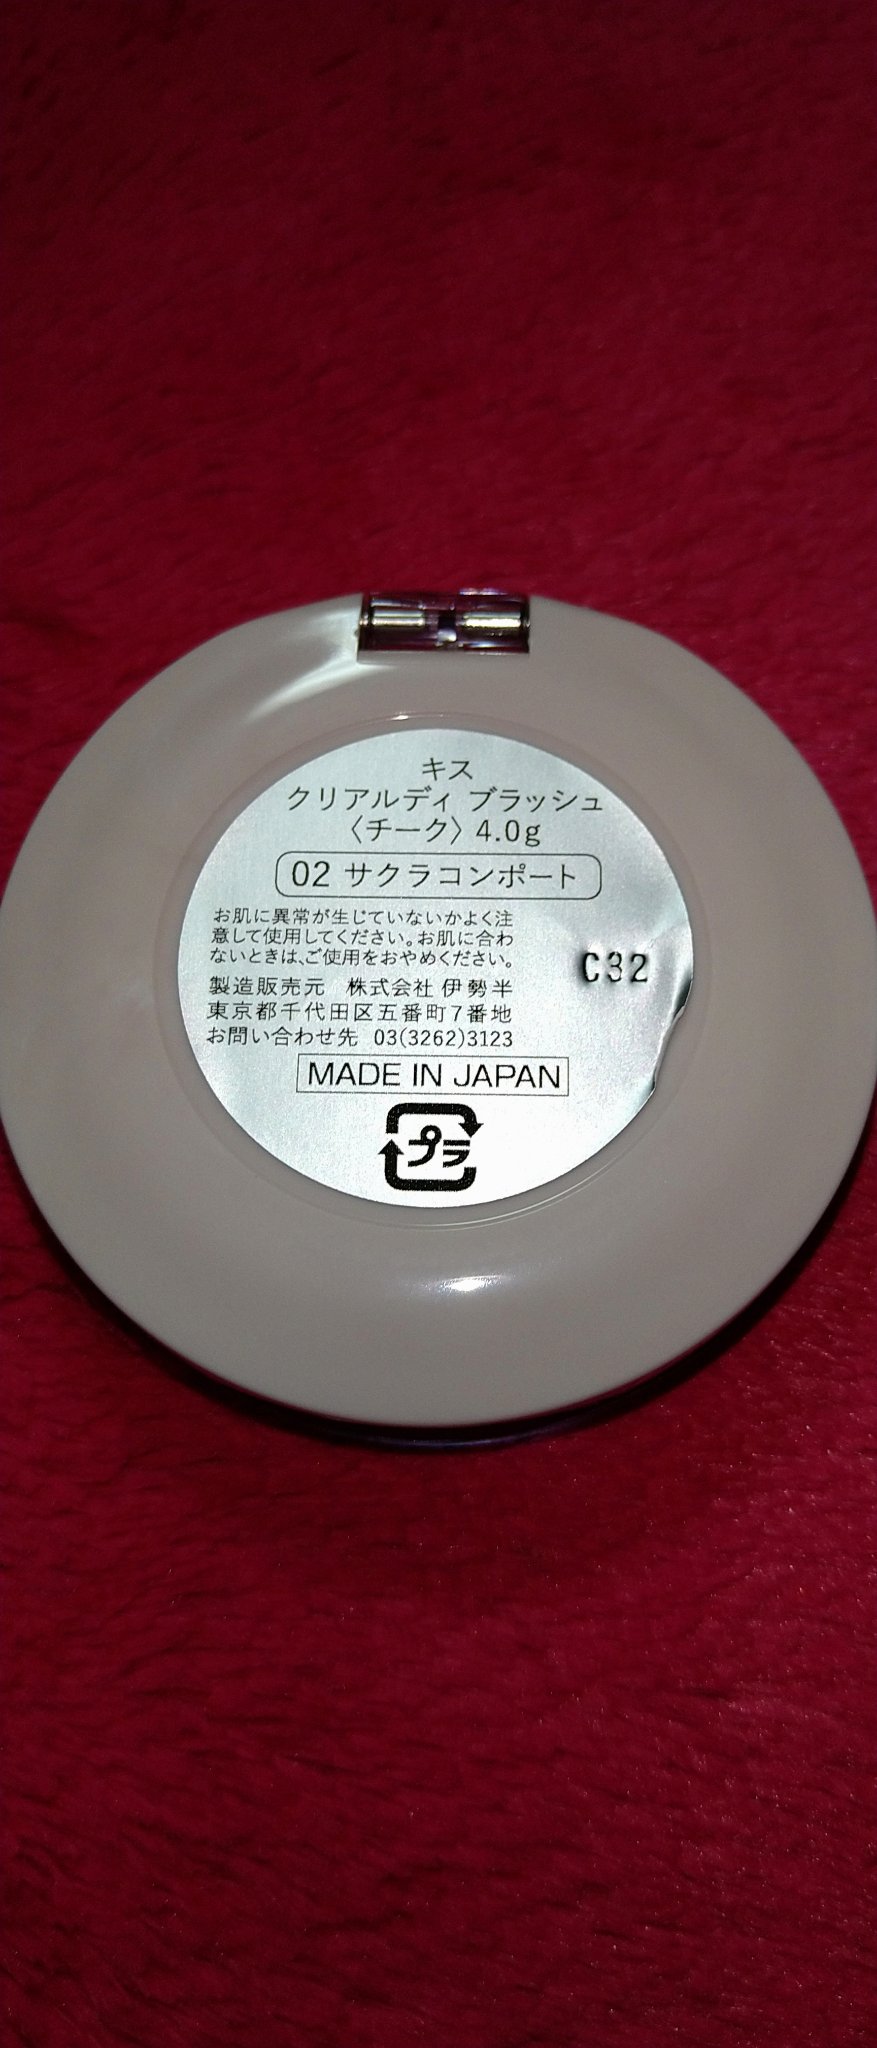 キス
クリアルディ ブラッシュ
〈チーク〉 4.0g
02 サクラコンポート
お肌に異常が生じていないかよく注
意して使用してください。お肌に合わ
ないときは、ご使用をおやめください。
C32
製造販売元 株式会社 伊勢半
東京都千代田区五番町7番地
お問い合わせ先 03(3262)3123
MADE IN JAPAN
プラ